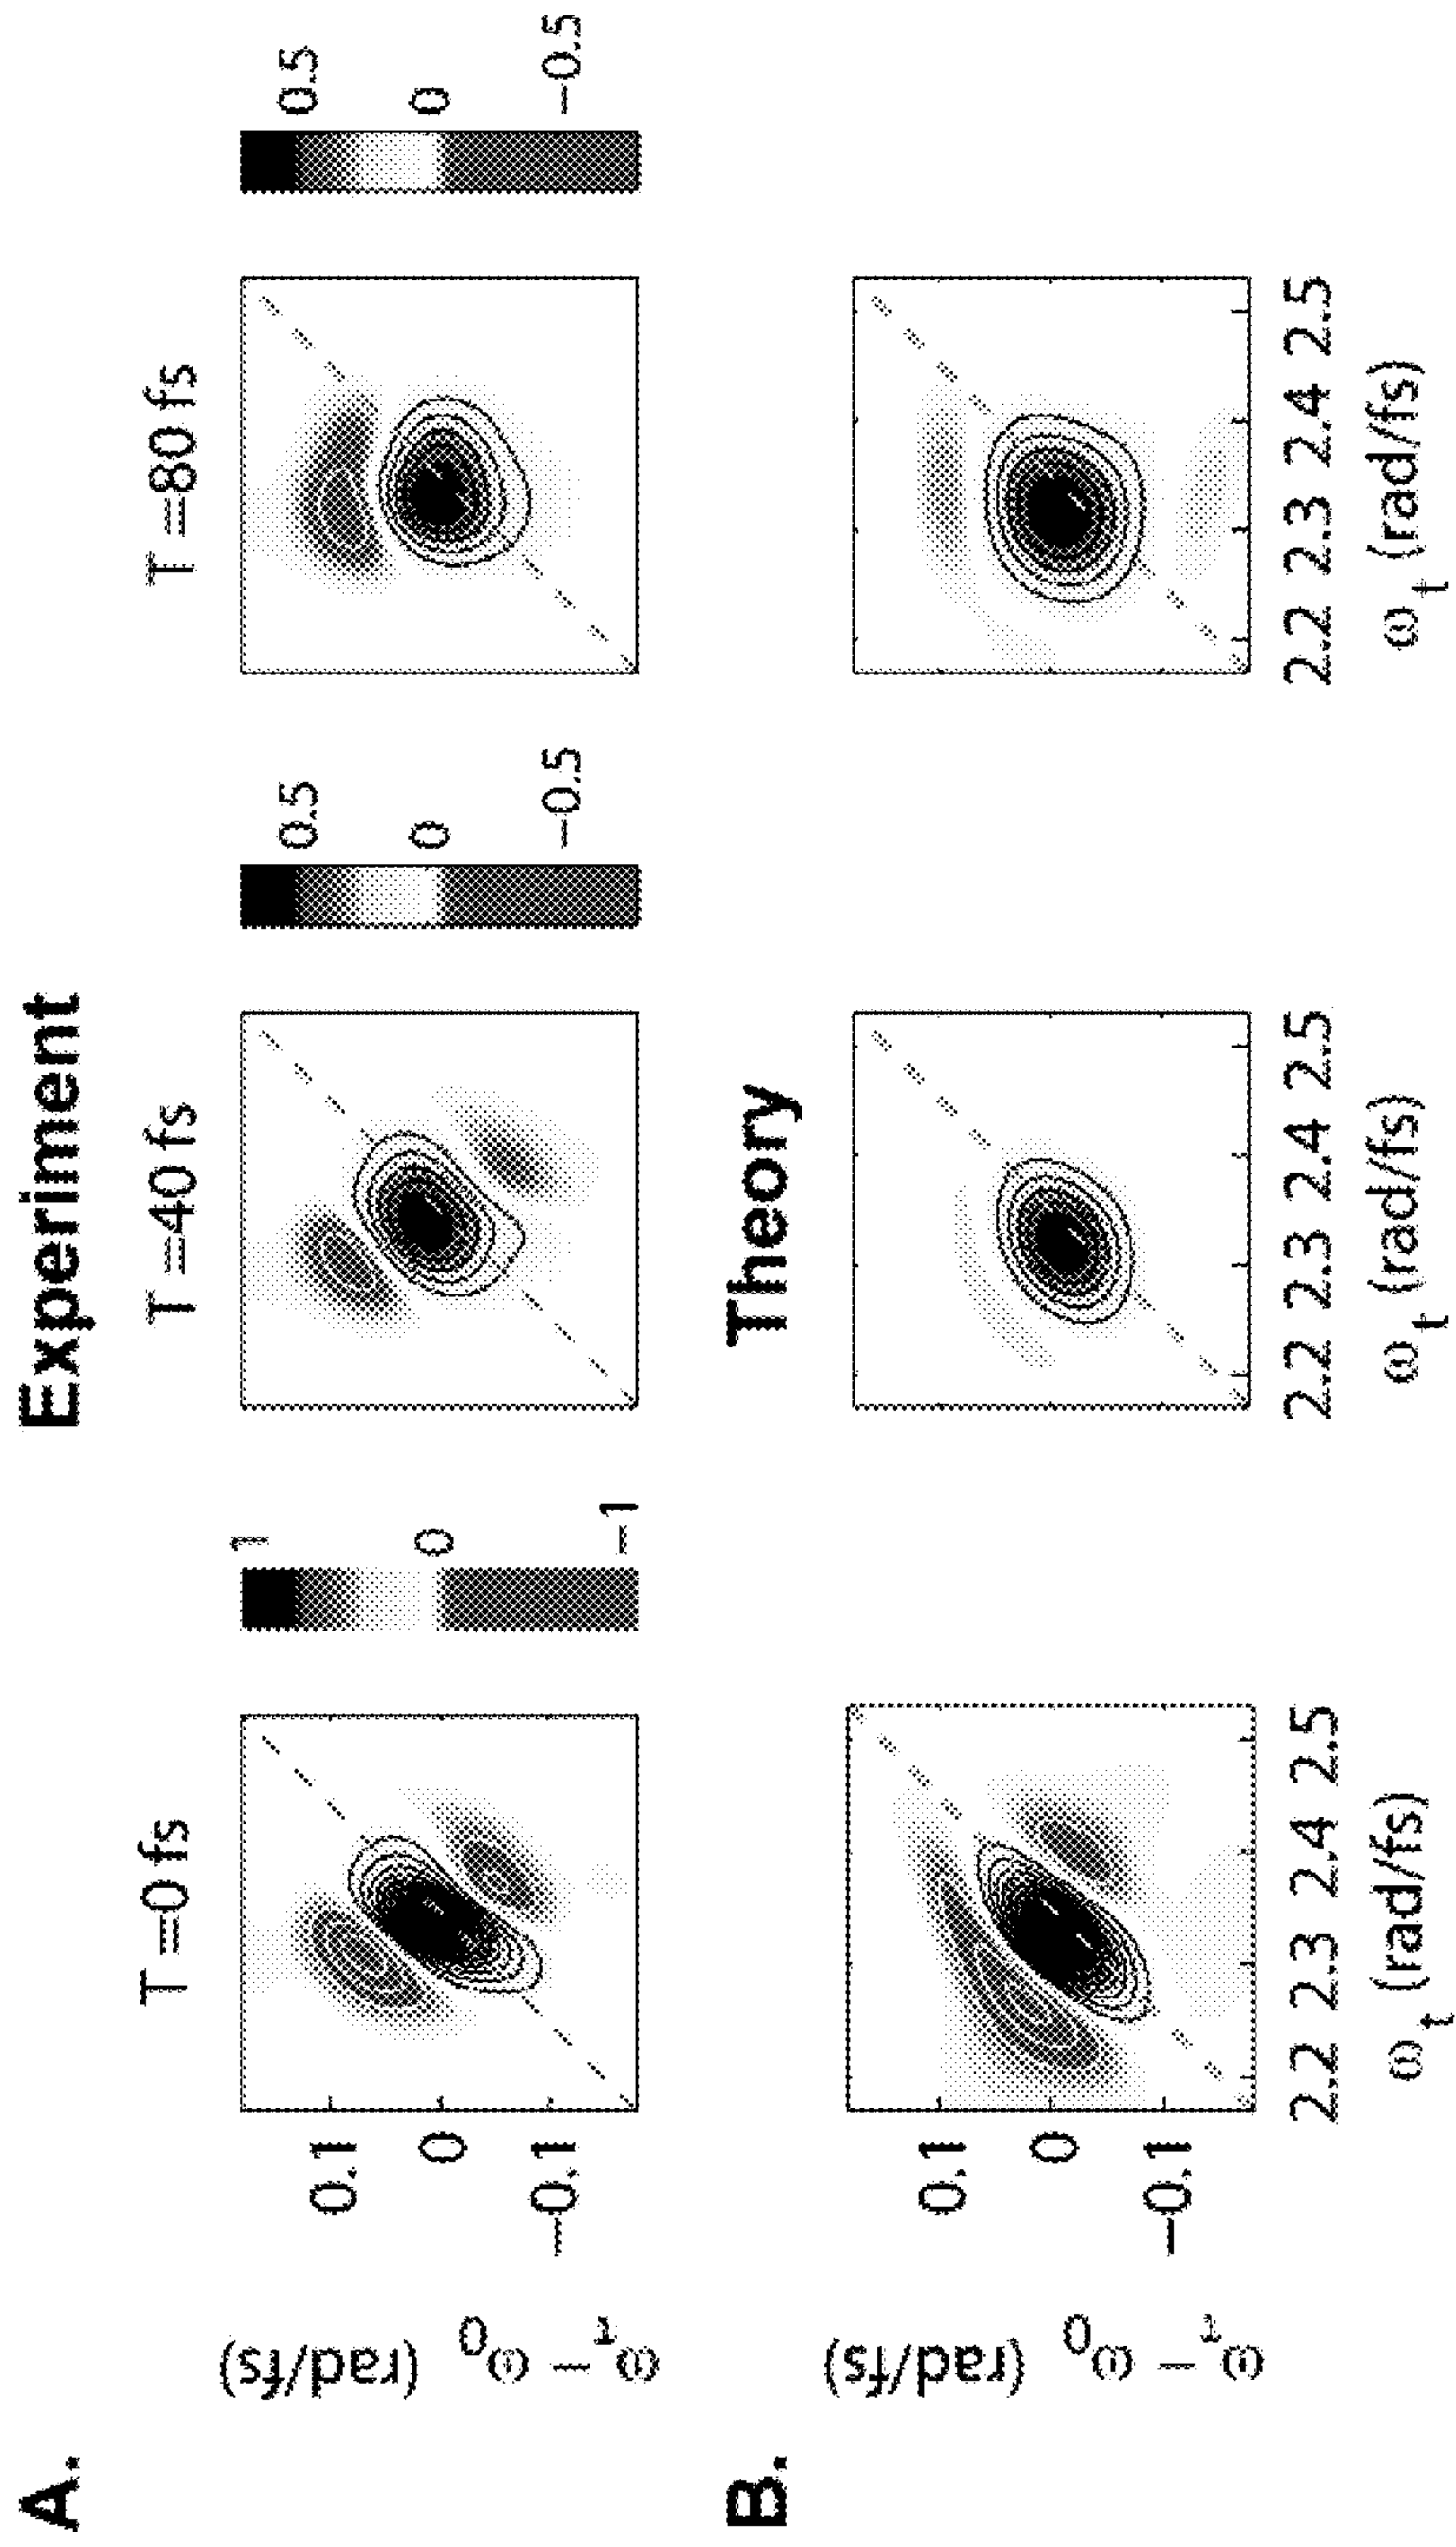 A.
Experiment
T =0 fs
T =40 fs
T =80 fs
ω_τ – ω_0 (rad/fs)
0.1
0
–0.1
1
0
–1
0.5
0
–0.5
0.5
0
–0.5
B.
Theory
ω_τ – ω_0 (rad/fs)
0.1
0
–0.1
2.2 2.3 2.4 2.5
ω_t (rad/fs)
2.2 2.3 2.4 2.5
ω_t (rad/fs)
2.2 2.3 2.4 2.5
ω_t (rad/fs)